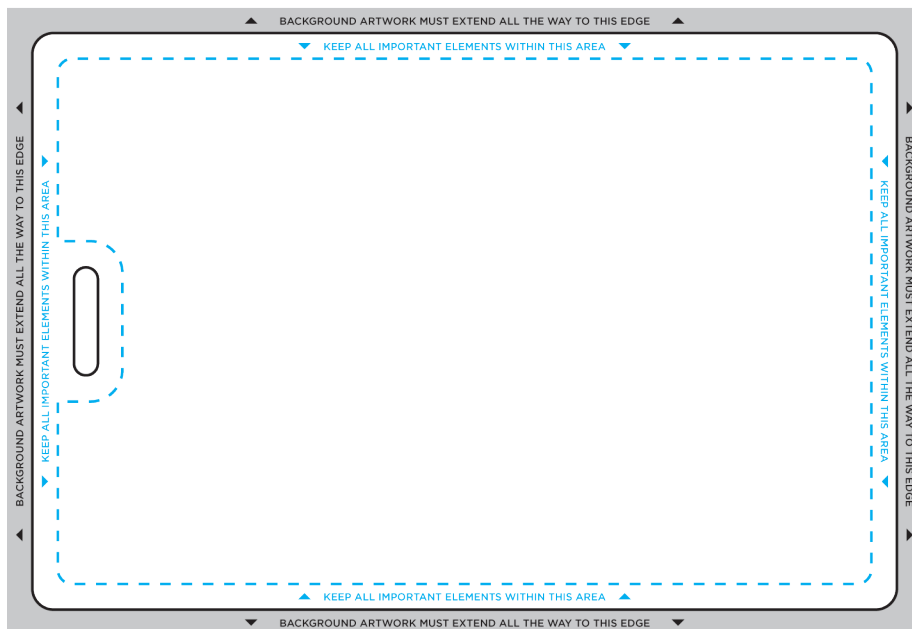 BACKGROUND ARTWORK MUST EXTEND ALL THE WAY TO THIS EDGE
KEEP ALL IMPORTANT ELEMENTS WITHIN THIS AREA
BACKGROUND ARTWORK MUST EXTEND ALL THE WAY TO THIS EDGE
KEEP ALL IMPORTANT ELEMENTS WITHIN THIS AREA
KEEP ALL IMPORTANT ELEMENTS WITHIN THIS AREA
BACKGROUND ARTWORK MUST EXTEND ALL THE WAY TO THIS EDGE
KEEP ALL IMPORTANT ELEMENTS WITHIN THIS AREA
BACKGROUND ARTWORK MUST EXTEND ALL THE WAY TO THIS EDGE